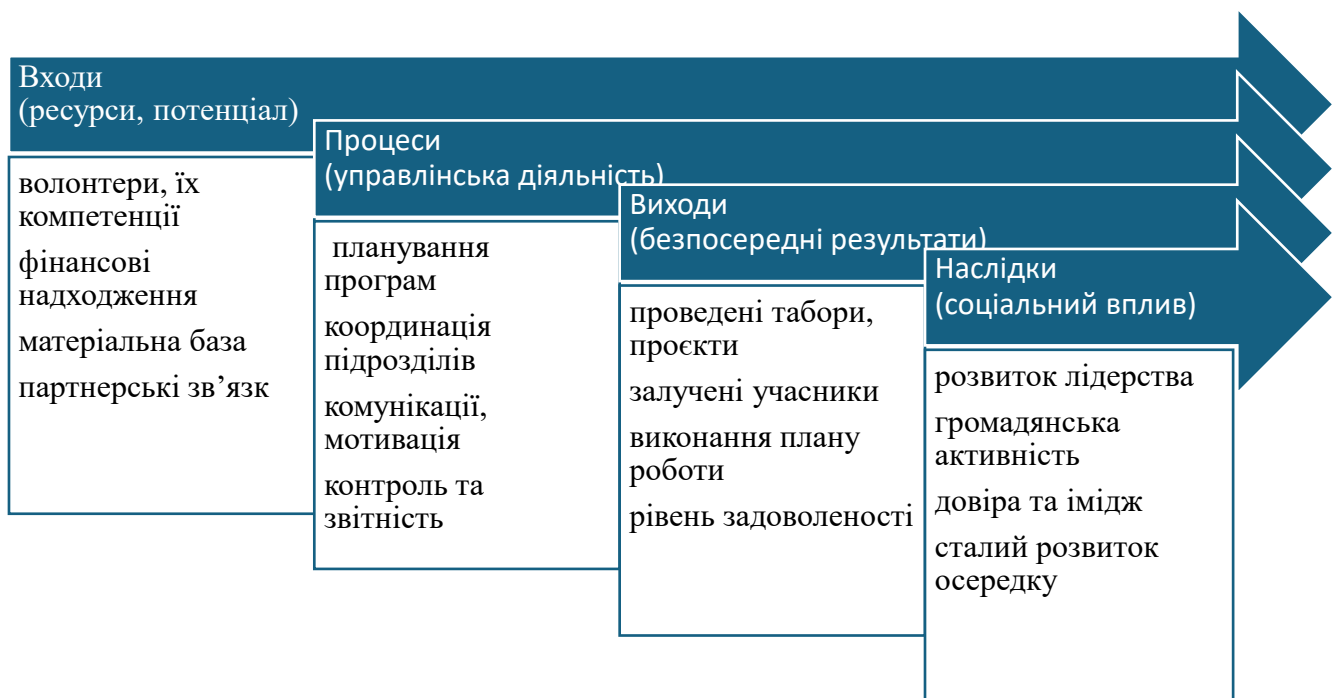 Входи
(ресурси, потенціал)
волонтери, їх
компетенції
фінансові
надходження
матеріальна база
партнерські зв’язк
Процеси
(управлінська діяльність)
планування
програм
координація
підрозділів
комунікації,
мотивація
контроль та
звітність
Виходи
(безпосередні результати)
проведені табори,
проєкти
залучені учасники
виконання плану
роботи
рівень задоволеності
Наслідки
(соціальний вплив)
розвиток лідерства
громадянська
активність
довіра та імідж
сталий розвиток
осередку